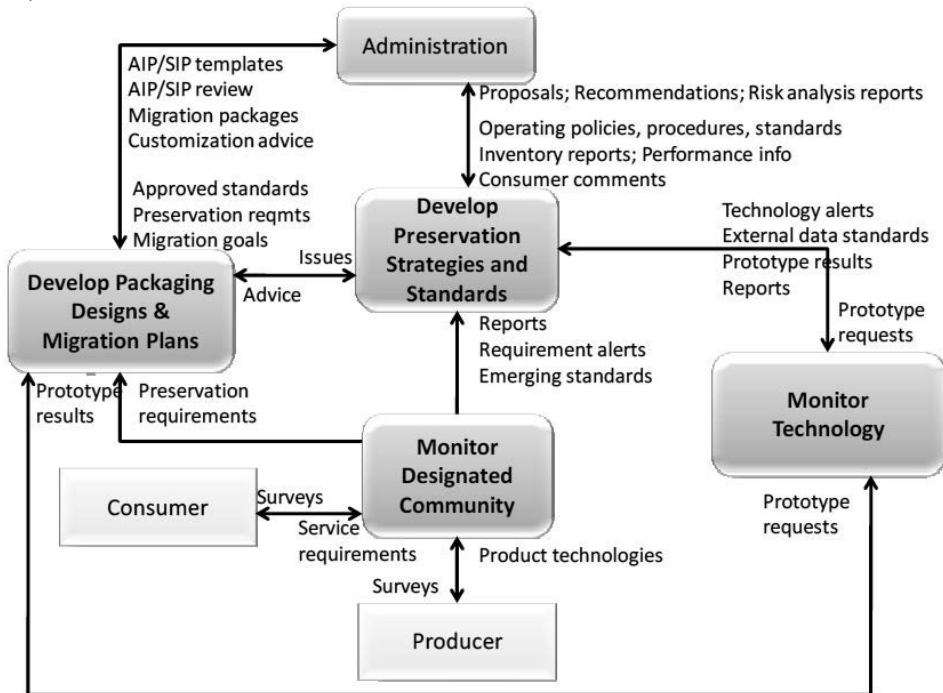 Administration
AIP/SIP templates
AIP/SIP review
Migration packages
Customization advice
Proposals; Recommendations; Risk analysis reports
Operating policies, procedures, standards
Inventory reports; Performance info
Consumer comments
Approved standards
Preservation reqmts
Migration goals
Develop
Preservation
Strategies and
Standards
Technology alerts
External data standards
Prototype results
Reports
Issues
Advice
Develop Packaging
Designs &
Migration Plans
Prototype
requests
Reports
Requirement alerts
Emerging standards
Prototype
results
Preservation
requirements
Monitor
Technology
Monitor
Designated
Community
Consumer
Surveys
Service
requirements
Prototype
requests
Product technologies
Surveys
Producer